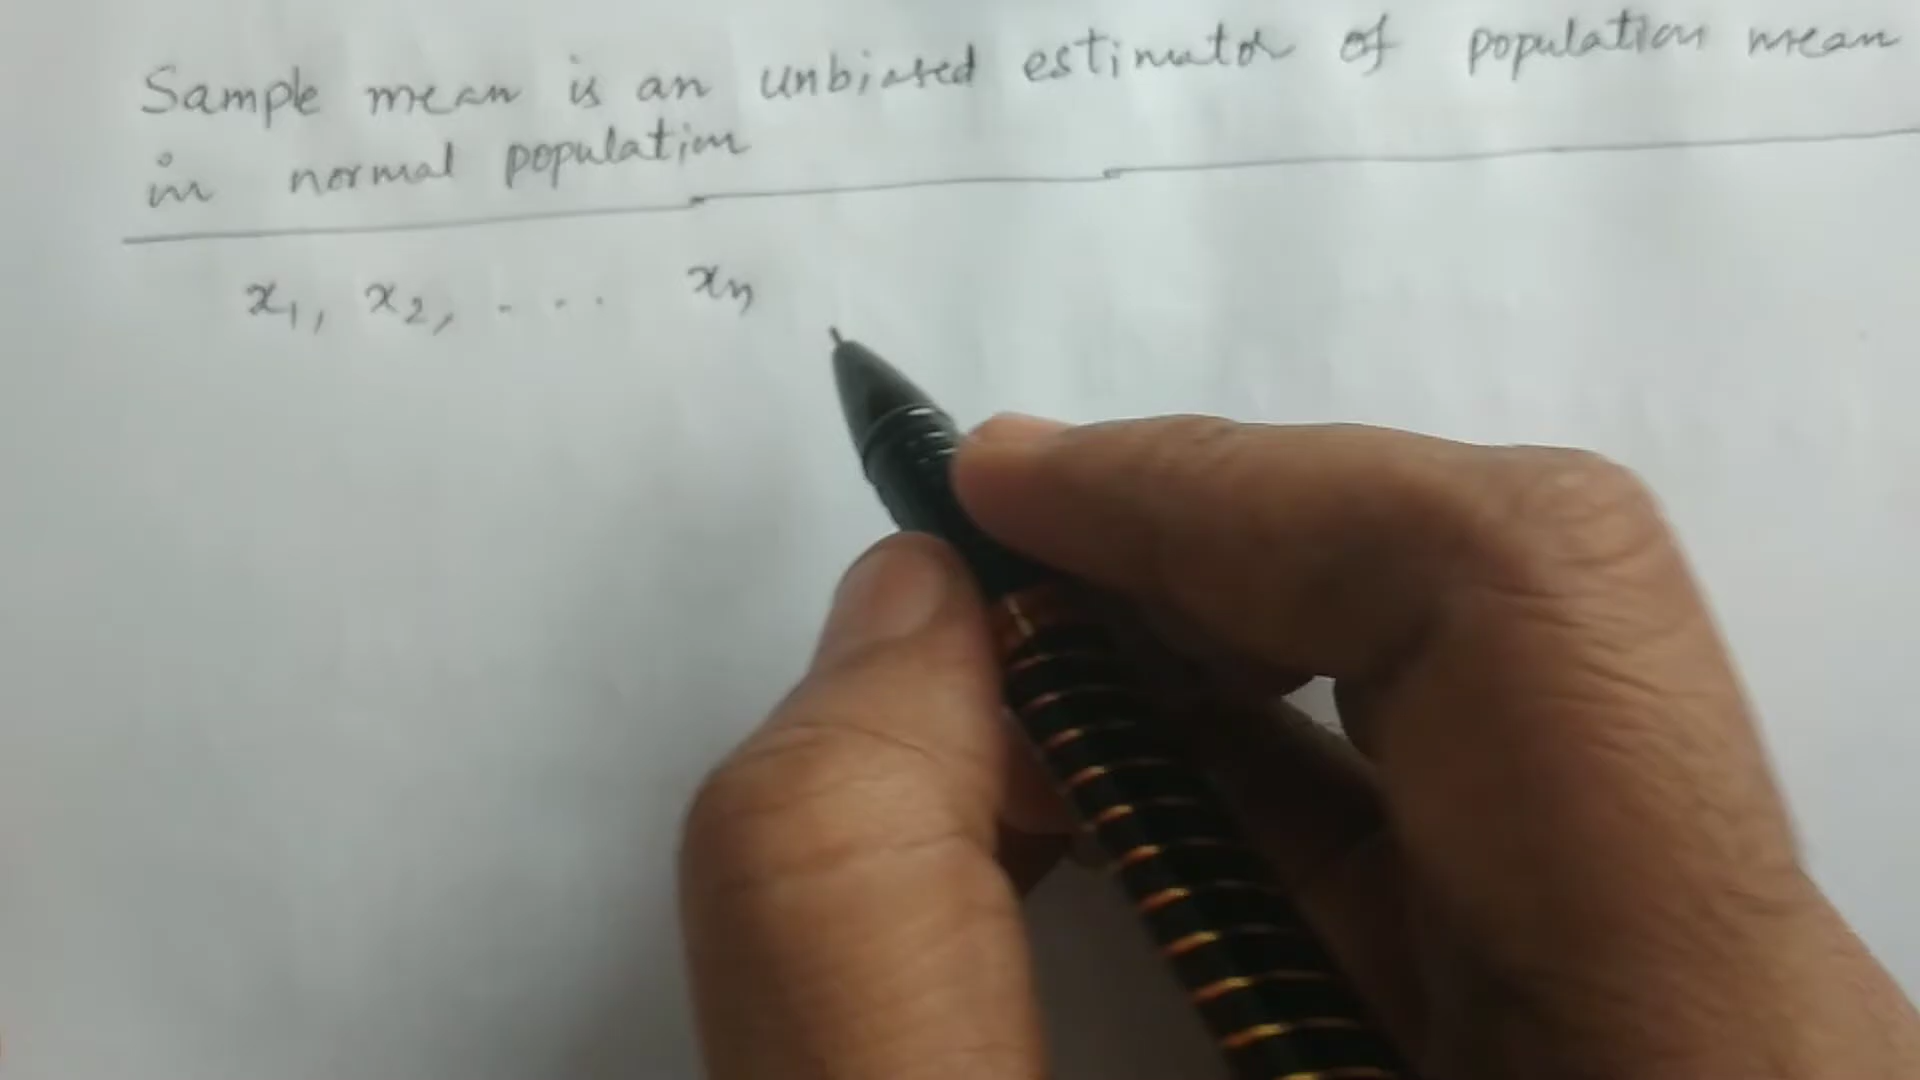 Sample mean is an unbiased estimator of population mean
in normal population
x₁, x₂, .... xₙ